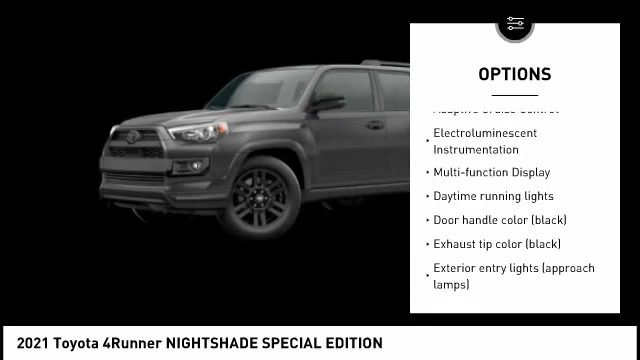 OPTIONS
Electroluminescent
Instrumentation
Multi-function Display
Daytime running lights
Door handle color (black)
Exhaust tip color (black)
Exterior entry lights (approach
lamps)
2021 Toyota 4Runner NIGHTSHADE SPECIAL EDITION